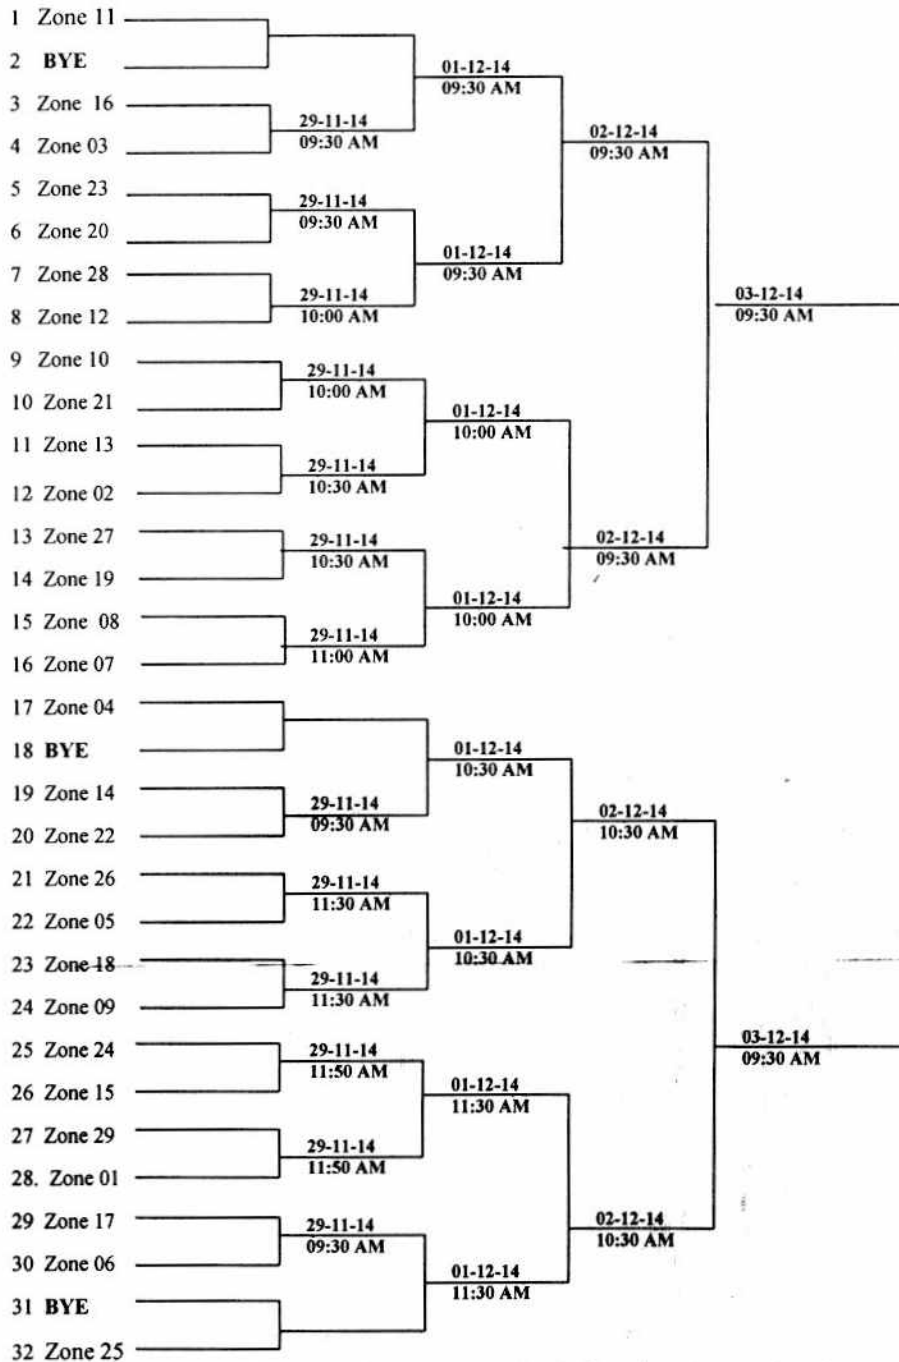 1 Zone 11
2 BYE
3 Zone 16
4 Zone 03
5 Zone 23
6 Zone 20
7 Zone 28
8 Zone 12
9 Zone 10
10 Zone 21
11 Zone 13
12 Zone 02
13 Zone 27
14 Zone 19
15 Zone 08
16 Zone 07
17 Zone 04
18 BYE
19 Zone 14
20 Zone 22
21 Zone 26
22 Zone 05
23 Zone 18
24 Zone 09
25 Zone 24
26 Zone 15
27 Zone 29
28. Zone 01
29 Zone 17
30 Zone 06
31 BYE
32 Zone 25
29-11-14
09:30 AM
29-11-14
09:30 AM
29-11-14
10:00 AM
29-11-14
10:00 AM
29-11-14
10:30 AM
29-11-14
10:30 AM
29-11-14
11:00 AM
29-11-14
09:30 AM
29-11-14
11:30 AM
29-11-14
11:30 AM
29-11-14
11:50 AM
29-11-14
11:50 AM
29-11-14
09:30 AM
01-12-14
09:30 AM
01-12-14
09:30 AM
01-12-14
10:00 AM
01-12-14
10:00 AM
01-12-14
10:30 AM
01-12-14
10:30 AM
01-12-14
11:30 AM
01-12-14
11:30 AM
02-12-14
09:30 AM
02-12-14
09:30 AM
02-12-14
10:30 AM
02-12-14
10:30 AM
03-12-14
09:30 AM
03-12-14
09:30 AM